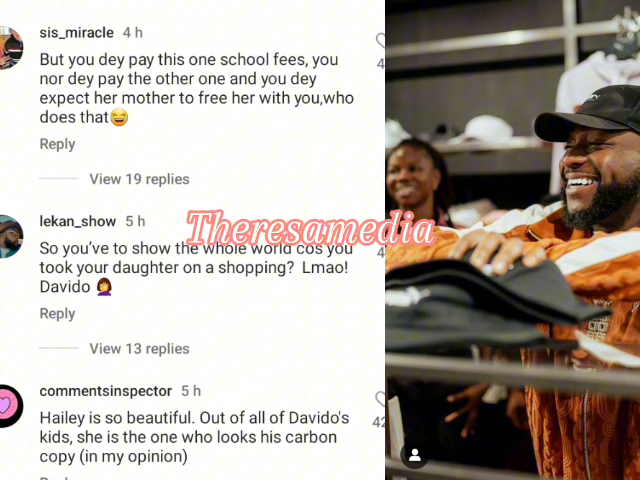 sis_miracle 4 h
But you dey pay this one school fees, you
nor dey pay the other one and you dey
expect her mother to free her with you,who
does that😂
4
Reply
View 19 replies
lekan_show 5 h
Theresamedia
So you've to show the whole world cos you
4
took your daughter on a shopping? Lmao!
Davido 🤦‍♀️
Reply
View 13 replies
commentsinspector 5 h
Hailey is so beautiful. Out of all of Davido's
42
kids, she is the one who looks his carbon
copy (in my opinion)